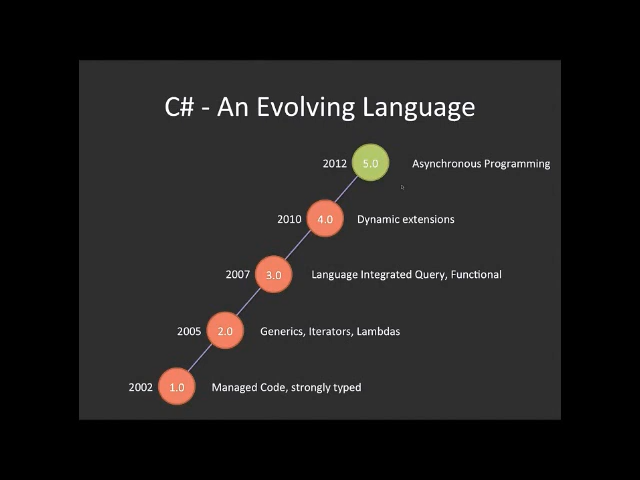 C# - An Evolving Language
2012 5.0 Asynchronous Programming
2010 4.0 Dynamic extensions
2007 3.0 Language Integrated Query, Functional
2005 2.0 Generics, Iterators, Lambdas
2002 1.0 Managed Code, strongly typed